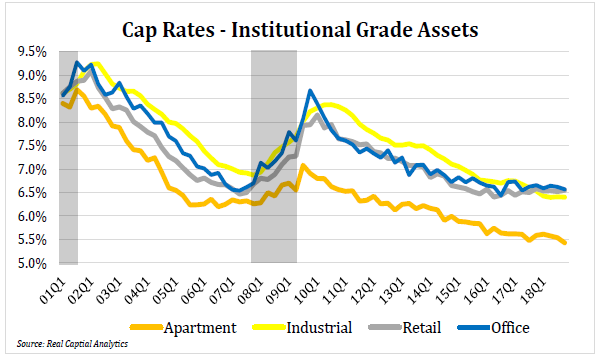 Cap Rates - Institutional Grade Assets
9.5%
9.0%
8.5%
8.0%
7.5%
7.0%
6.5%
6.0%
5.5%
5.0%
01Q1 02Q1 03Q1 04Q1 05Q1 06Q1 07Q1 08Q1 09Q1 10Q1 11Q1 12Q1 13Q1 14Q1 15Q1 16Q1 17Q1 18Q1
Apartment Industrial Retail Office
Source: Real Captial Analytics